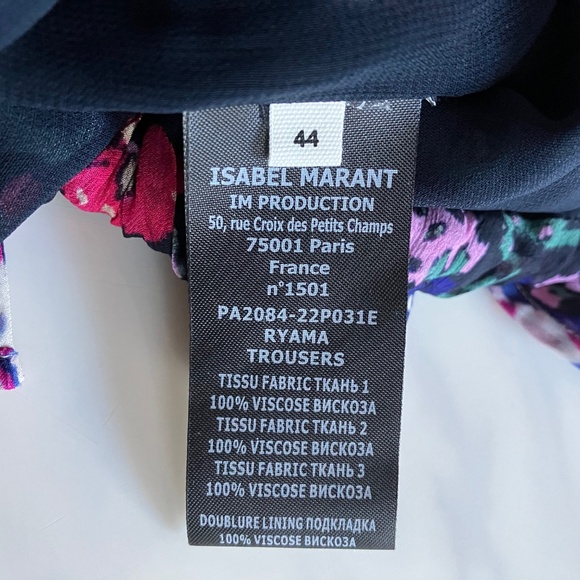 44
ISABEL MARANT
IM PRODUCTION
50, rue Croix des Petits Champs
75001 Paris
France
n°1501
PA2084-22P031E
RYAMA
TROUSERS
TISSU FABRIC ТКАНЬ 1
100% VISCOSE ВИСКОЗА
TISSU FABRIC ТКАНЬ 2
100% VISCOSE ВИСКОЗА
TISSU FABRIC ТКАНЬ 3
100% VISCOSE ВИСКОЗА
DOUBLURE LINING ПОДКЛАДКА
100% VISCOSE ВИСКОЗА